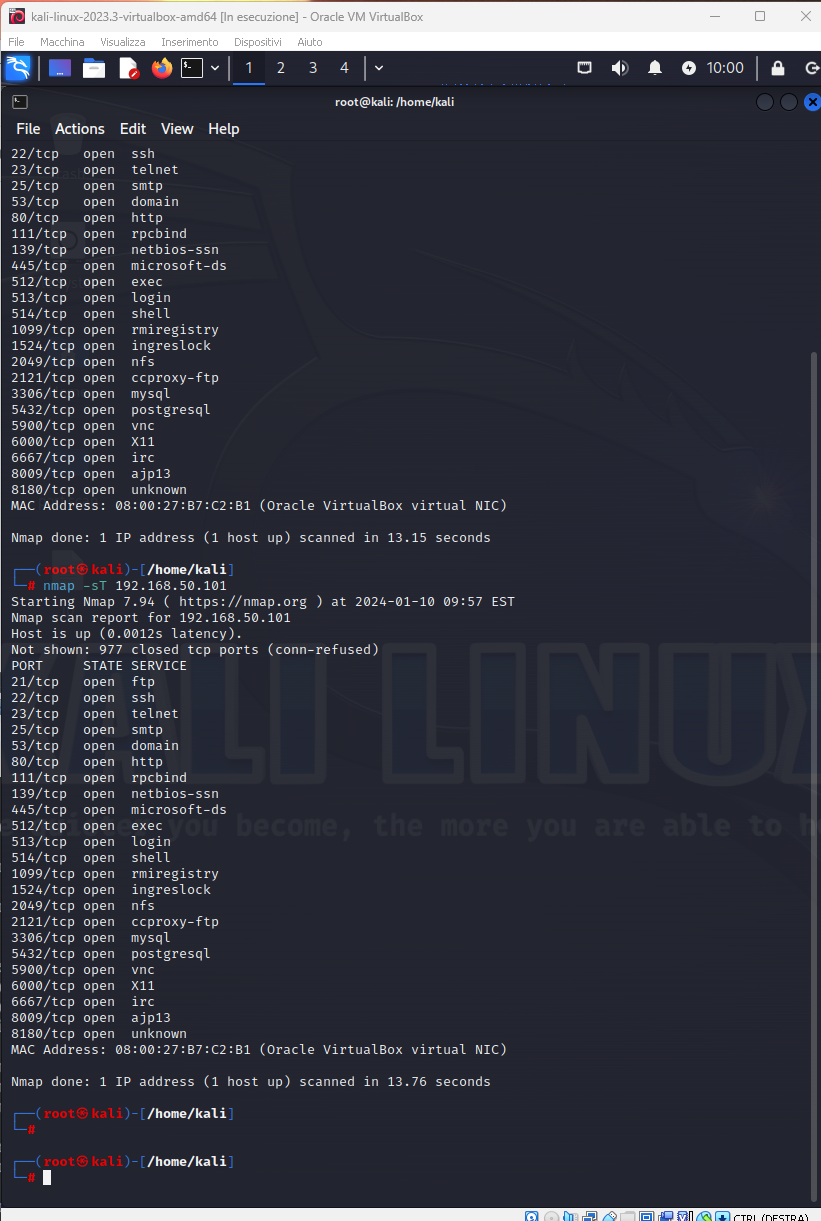 kali-linux-2023.3-virtualbox-amd64 [In esecuzione] - Oracle VM VirtualBox
File Macchina Visualizza Inserimento Dispositivi Aiuto
1 2 3 4 10:00
root@kali: /home/kali
File Actions Edit View Help
22/tcp open ssh
23/tcp open telnet
25/tcp open smtp
53/tcp open domain
80/tcp open http
111/tcp open rpcbind
139/tcp open netbios-ssn
445/tcp open microsoft-ds
512/tcp open exec
513/tcp open login
514/tcp open shell
1099/tcp open rmiregistry
1524/tcp open ingreslock
2049/tcp open nfs
2121/tcp open ccproxy-ftp
3306/tcp open mysql
5432/tcp open postgresql
5900/tcp open vnc
6000/tcp open X11
6667/tcp open irc
8009/tcp open ajp13
8180/tcp open unknown
MAC Address: 08:00:27:B7:C2:B1 (Oracle VirtualBox virtual NIC)
Nmap done: 1 IP address (1 host up) scanned in 13.15 seconds
┌──(root㉿kali)-[/home/kali]
└─# nmap -sT 192.168.50.101
Starting Nmap 7.94 ( https://nmap.org ) at 2024-01-10 09:57 EST
Nmap scan report for 192.168.50.101
Host is up (0.0012s latency).
Not shown: 977 closed tcp ports (conn-refused)
PORT STATE SERVICE
21/tcp open ftp
22/tcp open ssh
23/tcp open telnet
25/tcp open smtp
53/tcp open domain
80/tcp open http
111/tcp open rpcbind
139/tcp open netbios-ssn
445/tcp open microsoft-ds
512/tcp open exec
513/tcp open login
514/tcp open shell
1099/tcp open rmiregistry
1524/tcp open ingreslock
2049/tcp open nfs
2121/tcp open ccproxy-ftp
3306/tcp open mysql
5432/tcp open postgresql
5900/tcp open vnc
6000/tcp open X11
6667/tcp open irc
8009/tcp open ajp13
8180/tcp open unknown
MAC Address: 08:00:27:B7:C2:B1 (Oracle VirtualBox virtual NIC)
Nmap done: 1 IP address (1 host up) scanned in 13.76 seconds
┌──(root㉿kali)-[/home/kali]
└─#
┌──(root㉿kali)-[/home/kali]
└─#
KALI LINUX
you become, the more you are able to
CTRL (DESTRA)